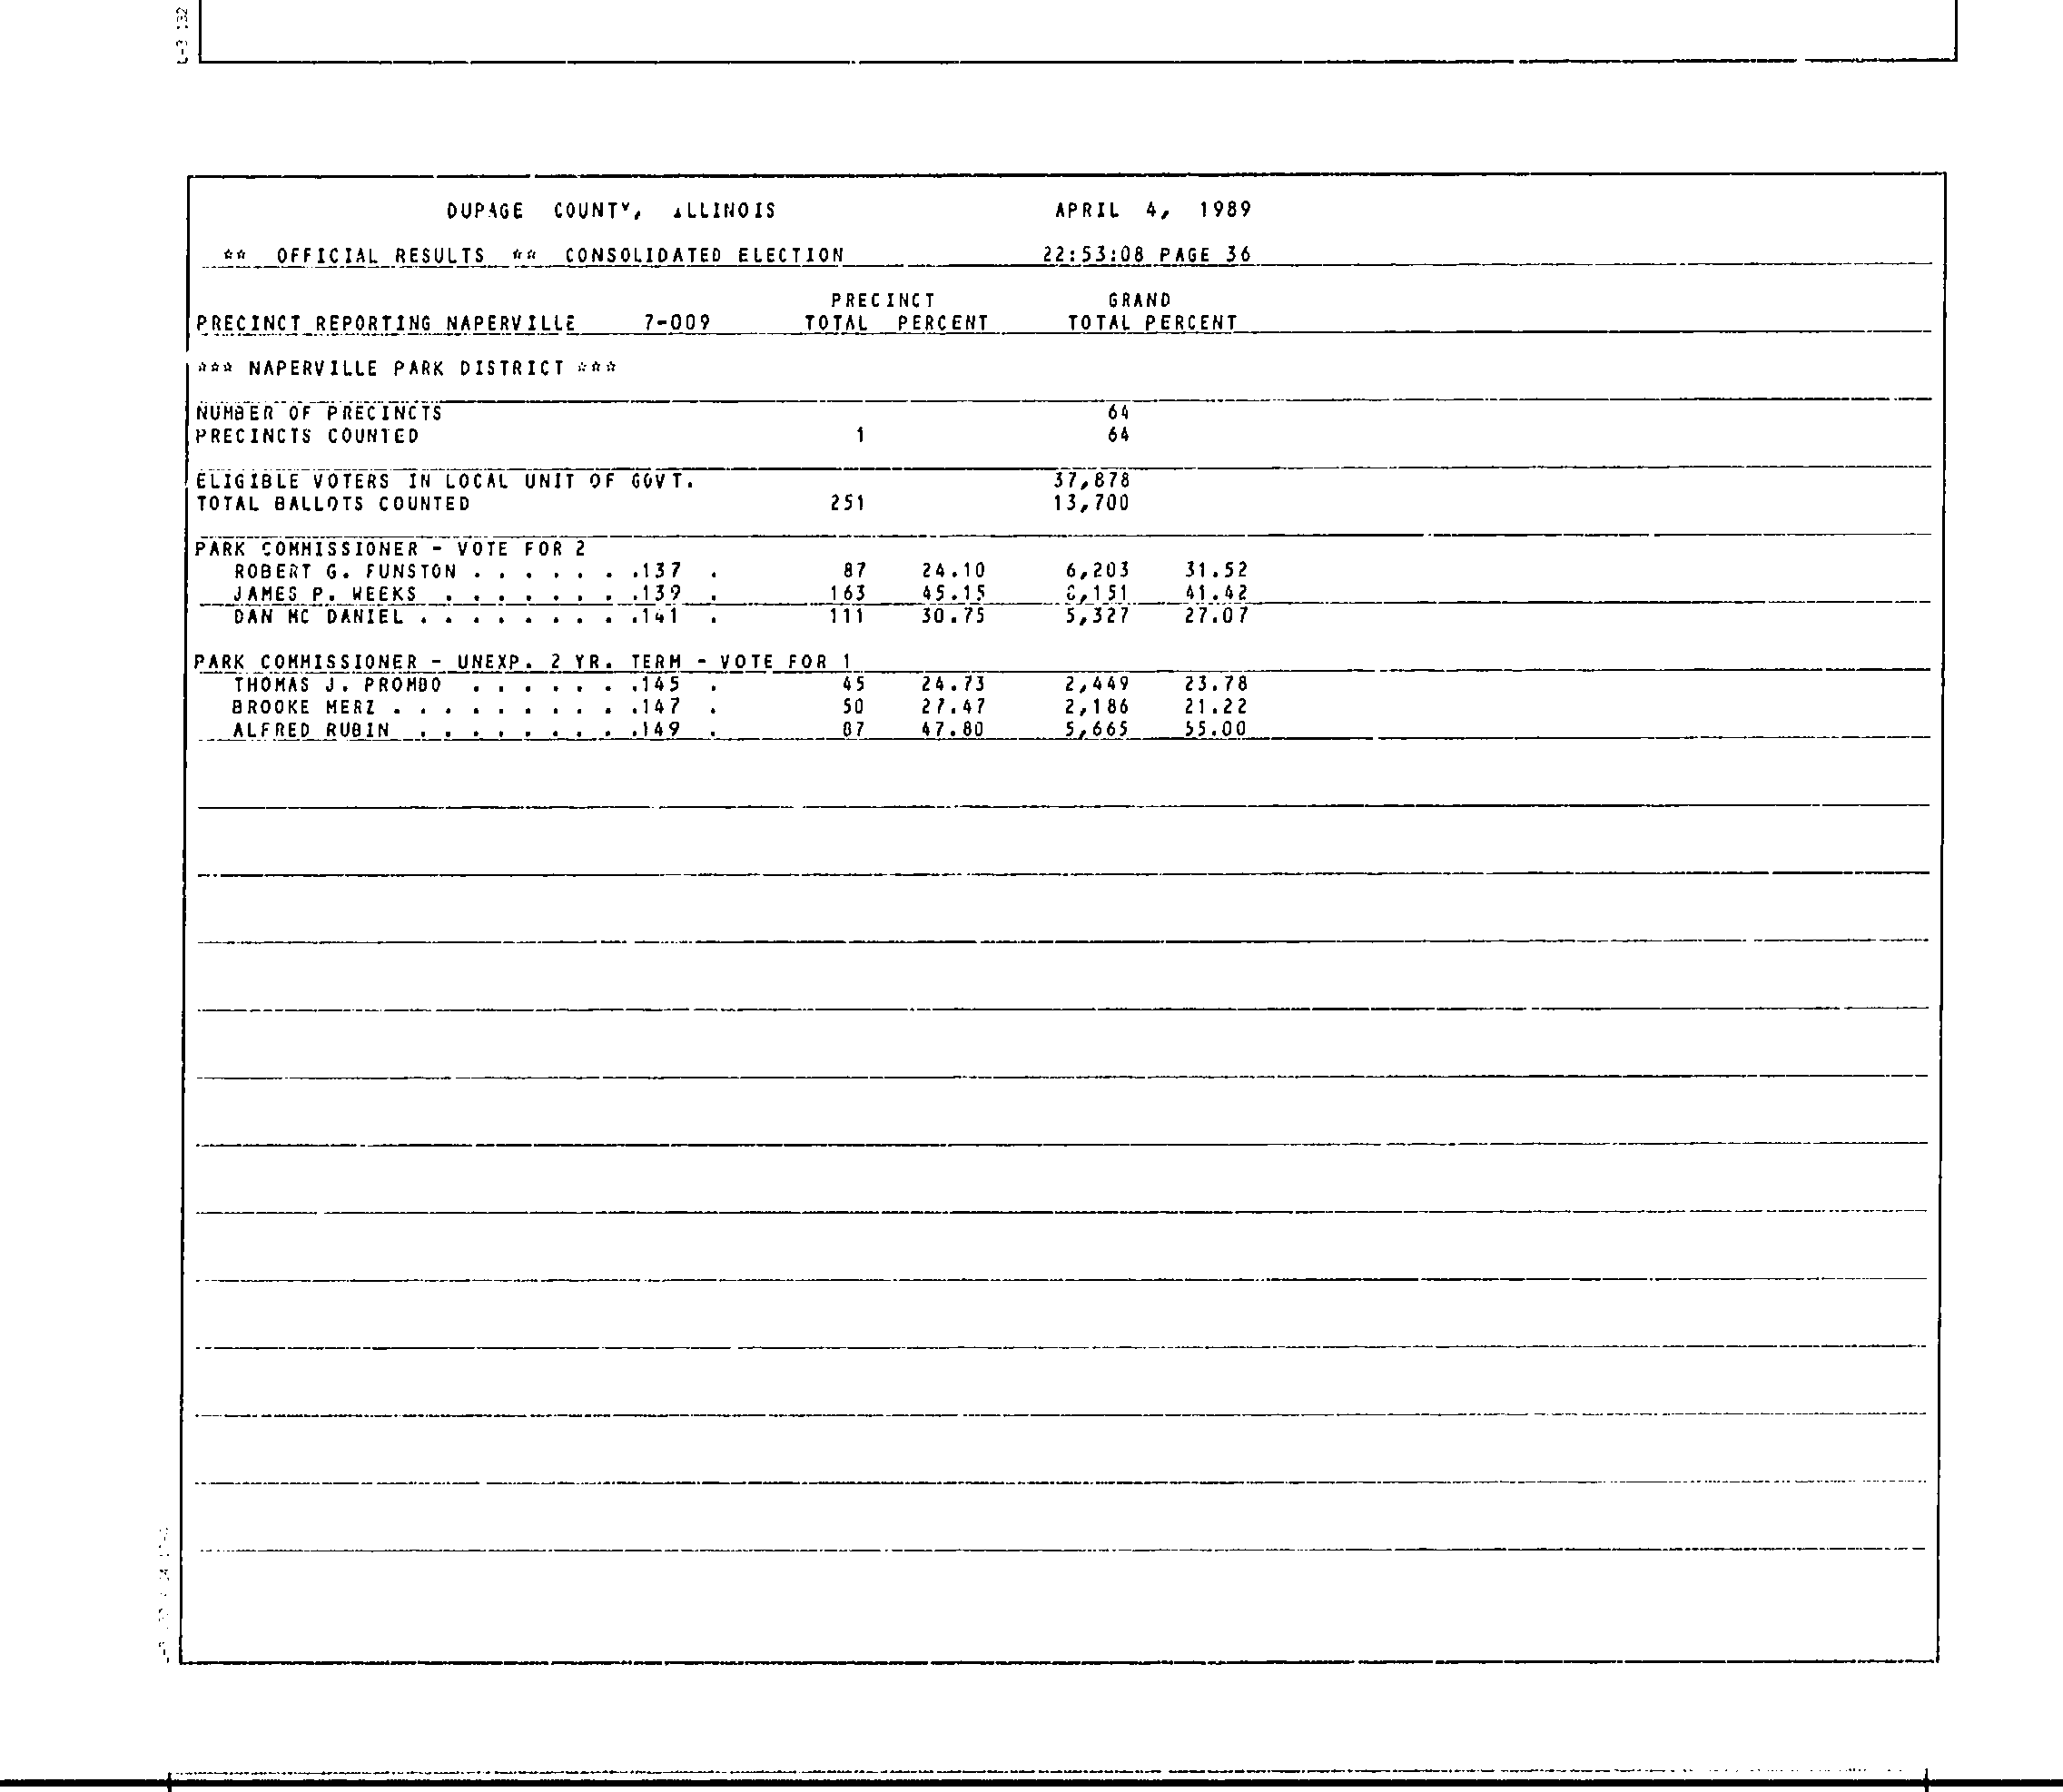 L-3 132
DUPAGE COUNTY, ILLINOIS APRIL 4, 1989
** OFFICIAL RESULTS ** CONSOLIDATED ELECTION 22:53:08 PAGE 36
PRECINCT GRAND
PRECINCT REPORTING NAPERVILLE 7-009 TOTAL PERCENT TOTAL PERCENT
*** NAPERVILLE PARK DISTRICT ***
NUMBER OF PRECINCTS 64
PRECINCTS COUNTED 1 64
ELIGIBLE VOTERS IN LOCAL UNIT OF GOVT. 37,878
TOTAL BALLOTS COUNTED 251 13,700
PARK COMMISSIONER - VOTE FOR 2
ROBERT G. FUNSTON . . . . . . .137 . 87 24.10 6,203 31.52
JAMES P. WEEKS . . . . . . . .139 . 163 45.15 8,151 41.42
DAN MC DANIEL . . . . . . . . .141 . 111 30.75 5,327 27.07
PARK COMMISSIONER - UNEXP. 2 YR. TERM - VOTE FOR 1
THOMAS J. PROMBO . . . . . . .145 . 45 24.73 2,449 23.78
BROOKE MERZ . . . . . . . . . .147 . 50 27.47 2,186 21.22
ALFRED RUBIN . . . . . . . . .149 . 87 47.80 5,665 55.00